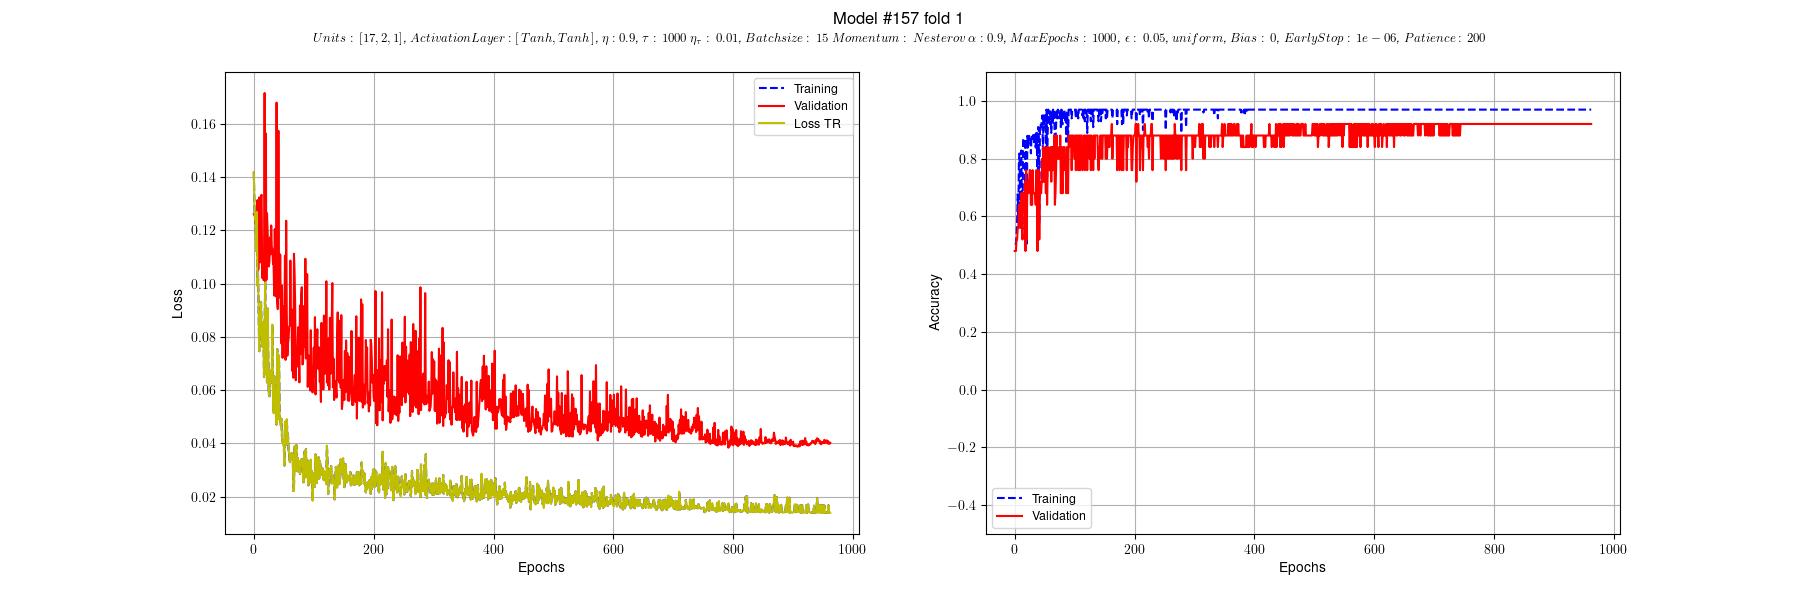 Model #157 fold 1
Units : [17, 2, 1], ActivationLayer : [Tanh, Tanh], η : 0.9, τ : 1000 η_τ : 0.01, Batchsize : 15 Momentum : Nesterov α : 0.9, MaxEpochs : 1000, ϵ : 0.05, uniform, Bias : 0, EarlyStop : 1e − 06, Patience : 200
Training
Validation
Loss TR
0.16
0.14
0.12
0.10
0.08
0.06
0.04
0.02
Loss
0 200 400 600 800 1000
Epochs
1.0
0.8
0.6
0.4
0.2
0.0
−0.2
−0.4
Accuracy
Training
Validation
0 200 400 600 800 1000
Epochs